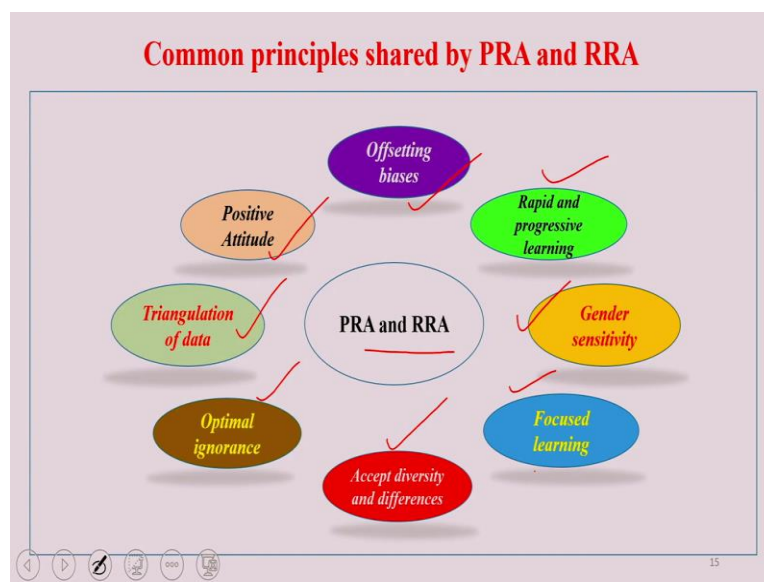 Common principles shared by PRA and RRA
Offsetting
biases
Rapid and
progressive
learning
Gender
sensitivity
Focused
learning
Accept diversity
and differences
Optimal
ignorance
Triangulation
of data
Positive
Attitude
PRA and RRA
15